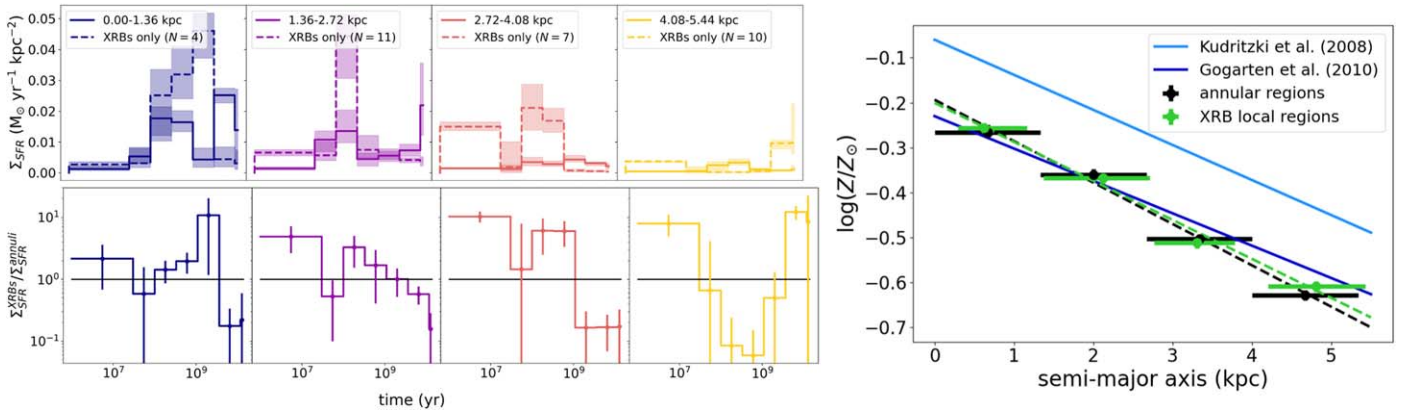 0.00-1.36 kpc
XRBs only (N = 4)
1.36-2.72 kpc
XRBs only (N = 11)
2.72-4.08 kpc
XRBs only (N = 7)
4.08-5.44 kpc
XRBs only (N = 10)
Σ_SFR (M⊙ yr⁻¹ kpc⁻²)
0.05
0.04
0.03
0.02
0.01
0.00
Σ_SFR^XRBs/Σ_SFR^annuli
10¹
10⁰
10⁻¹
10⁷ 10⁹
10⁷ 10⁹
10⁷ 10⁹
10⁷ 10⁹
time (yr)
Kudritzki et al. (2008)
Gogarten et al. (2010)
annular regions
XRB local regions
log(Z/Z⊙)
−0.1
−0.2
−0.3
−0.4
−0.5
−0.6
−0.7
0 1 2 3 4 5
semi-major axis (kpc)